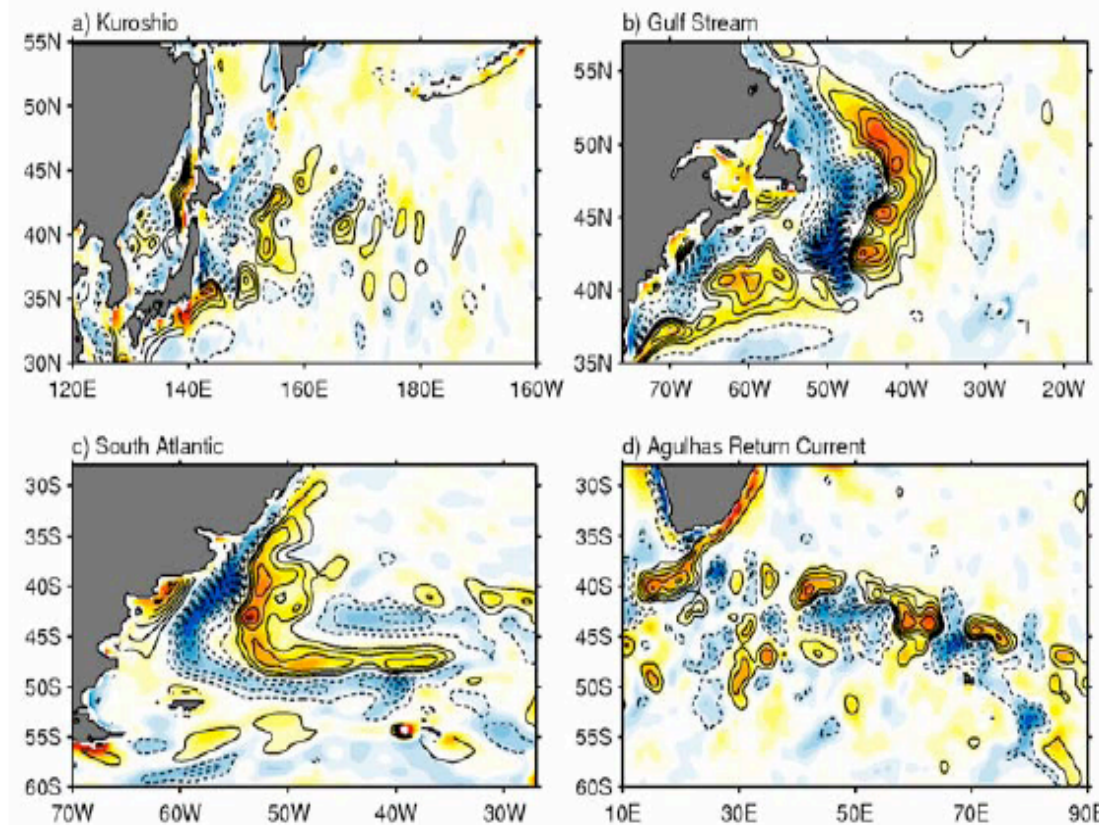 a) Kuroshio
55N
50N
45N
40N
35N
30N
120E 140E 160E 180E 160W
b) Gulf Stream
55N
50N
45N
40N
35N
70W 60W 50W 40W 30W 20W
c) South Atlantic
30S
35S
40S
45S
50S
55S
60S
70W 60W 50W 40W 30W
d) Agulhas Return Current
30S
35S
40S
45S
50S
55S
60S
10E 30E 50E 70E 90E